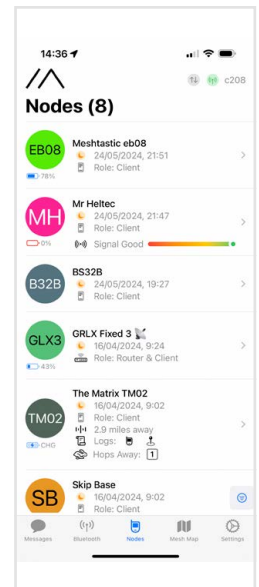 14:36
c208
Nodes (8)
EB08
Meshtastic eb08
24/05/2024, 21:51
Role: Client
78%
MH
Mr Heltec
24/05/2024, 21:47
Role: Client
0%
Signal Good
B32B
BS32B
24/05/2024, 19:27
Role: Client
GLX3
GRLX Fixed 3
16/04/2024, 9:24
Role: Router & Client
43%
TM02
The Matrix TM02
16/04/2024, 9:02
Role: Client
2.9 miles away
Logs:
CHG
Hops Away: 1
SB
Skip Base
16/04/2024, 9:02
Role: Client
Messages Bluetooth Nodes Mesh Map Settings